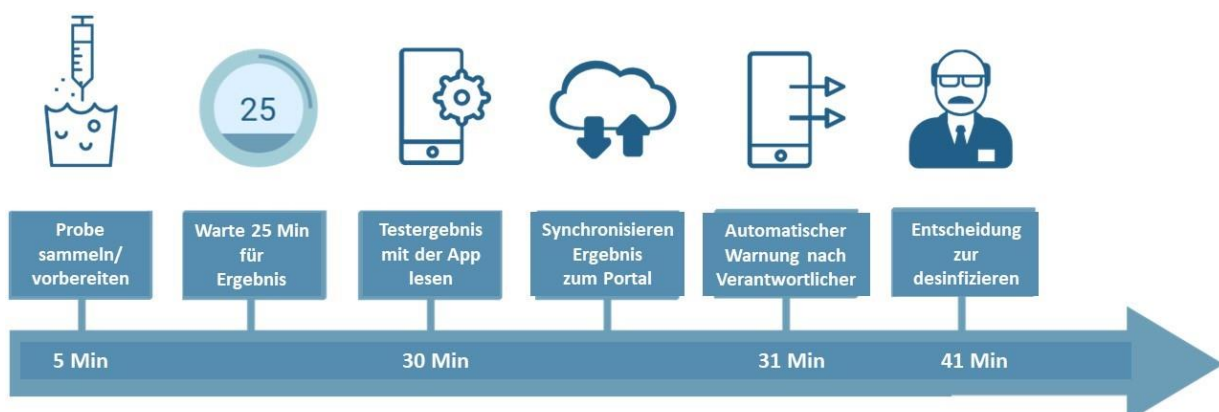 25
Probe
sammeln/
vorbereiten
Warte 25 Min
für
Ergebnis
Testergebnis
mit der App
lesen
Synchronisieren
Ergebnis
zum Portal
Automatischer
Warnung nach
Verantwortlicher
Entscheidung
zur
desinfizieren
5 Min
30 Min
31 Min
41 Min